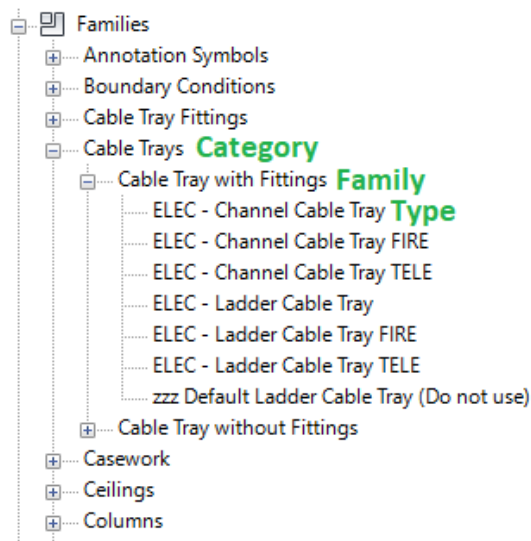 Families
Annotation Symbols
Boundary Conditions
Cable Tray Fittings
Cable Trays Category
Cable Tray with Fittings Family
ELEC - Channel Cable Tray Type
ELEC - Channel Cable Tray FIRE
ELEC - Channel Cable Tray TELE
ELEC - Ladder Cable Tray
ELEC - Ladder Cable Tray FIRE
ELEC - Ladder Cable Tray TELE
zzz Default Ladder Cable Tray (Do not use)
Cable Tray without Fittings
Casework
Ceilings
Columns